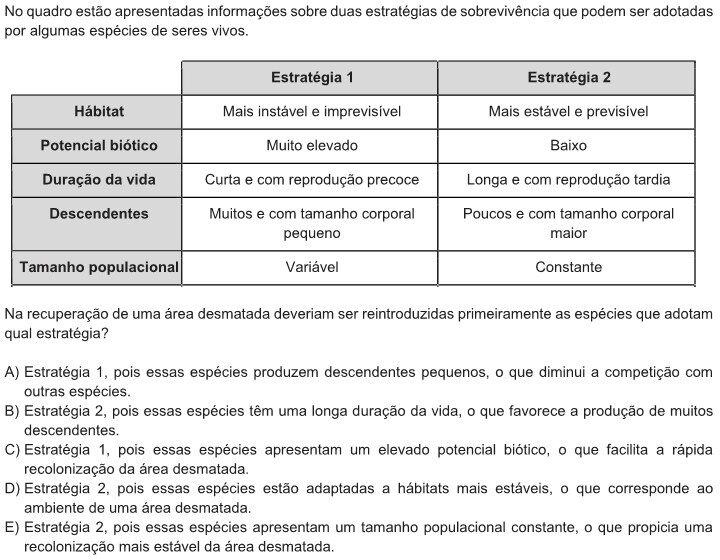 No quadro estão apresentadas informações sobre duas estratégias de sobrevivência que podem ser adotadas
por algumas espécies de seres vivos.
Estratégia 1 Estratégia 2
Hábitat Mais instável e imprevisível Mais estável e previsível
Potencial biótico Muito elevado Baixo
Duração da vida Curta e com reprodução precoce Longa e com reprodução tardia
Descendentes Muitos e com tamanho corporal Poucos e com tamanho corporal
pequeno maior
Tamanho populacional Variável Constante
Na recuperação de uma área desmatada deveriam ser reintroduzidas primeiramente as espécies que adotam
qual estratégia?
A) Estratégia 1, pois essas espécies produzem descendentes pequenos, o que diminui a competição com
outras espécies.
B) Estratégia 2, pois essas espécies têm uma longa duração da vida, o que favorece a produção de muitos
descendentes.
C) Estratégia 1, pois essas espécies apresentam um elevado potencial biótico, o que facilita a rápida
recolonização da área desmatada.
D) Estratégia 2, pois essas espécies estão adaptadas a hábitats mais estáveis, o que corresponde ao
ambiente de uma área desmatada.
E) Estratégia 2, pois essas espécies apresentam um tamanho populacional constante, o que propicia uma
recolonização mais estável da área desmatada.